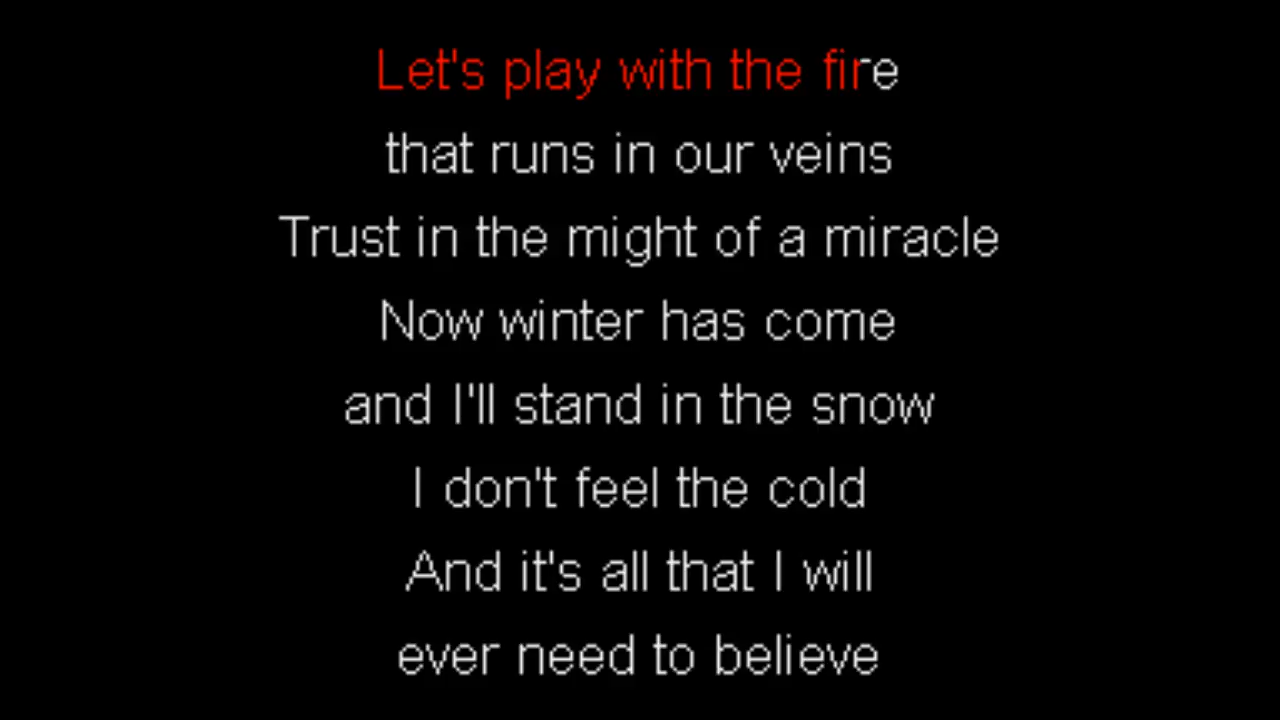 Let's play with the fire
that runs in our veins
Trust in the might of a miracle
Now winter has come
and I'll stand in the snow
I don't feel the cold
And it's all that I will
ever need to believe